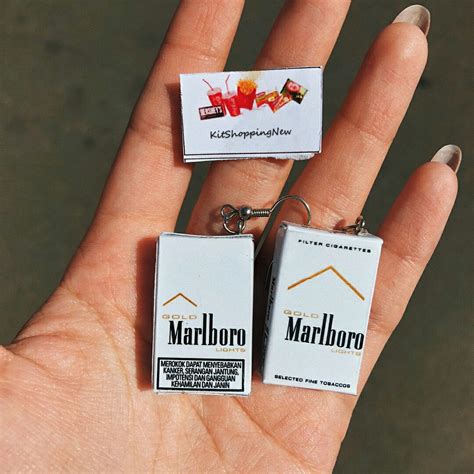 HERSHEY'S
KitShoppingNew
GOLD
Marlboro
LIGHTS
MEROKOK DAPAT MENYEBABKAN
KANKER, SERANGAN JANTUNG,
IMPOTENSI DAN GANGGUAN
KEHAMILAN DAN JANIN
FILTER CIGARETTES
GOLD
Marlboro
LIGHTS
SELECTED FINE TOBACCOS